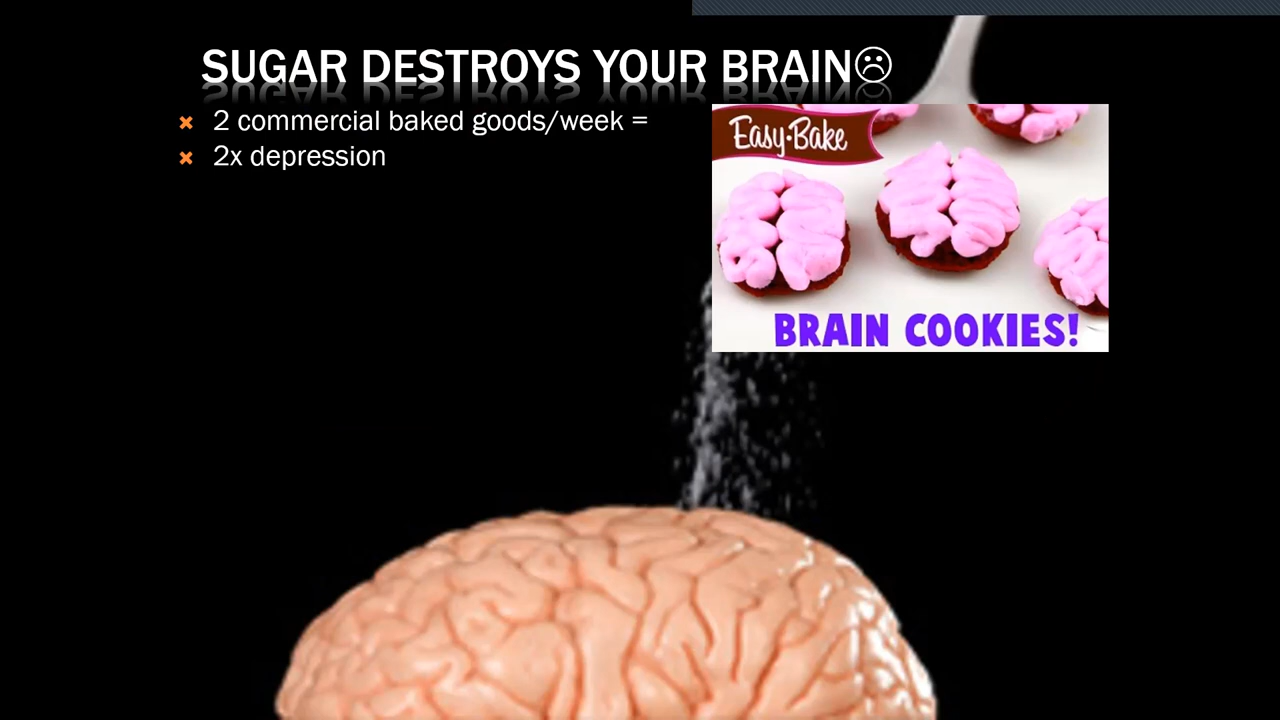 SUGAR DESTROYS YOUR BRAIN☹
2 commercial baked goods/week =
2x depression
Easy-Bake
BRAIN COOKIES!